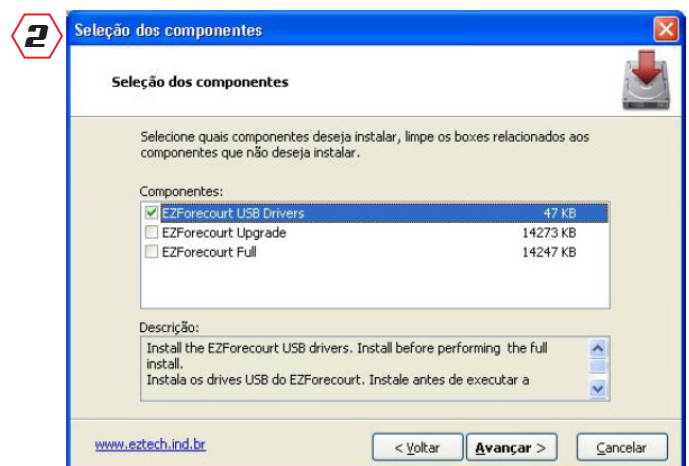 2
Seleção dos componentes
Seleção dos componentes
Selecione quais componentes deseja instalar, limpe os boxes relacionados aos
componentes que não deseja instalar.
Componentes:
EZForecourt USB Drivers 47 KB
EZForecourt Upgrade 14273 KB
EZForecourt Full 14247 KB
Descrição:
Install the EZForecourt USB drivers. Install before performing the full
install.
Instala os drives USB do EZForecourt. Instale antes de executar a
www.eztech.ind.br
< Voltar
Avançar >
Cancelar